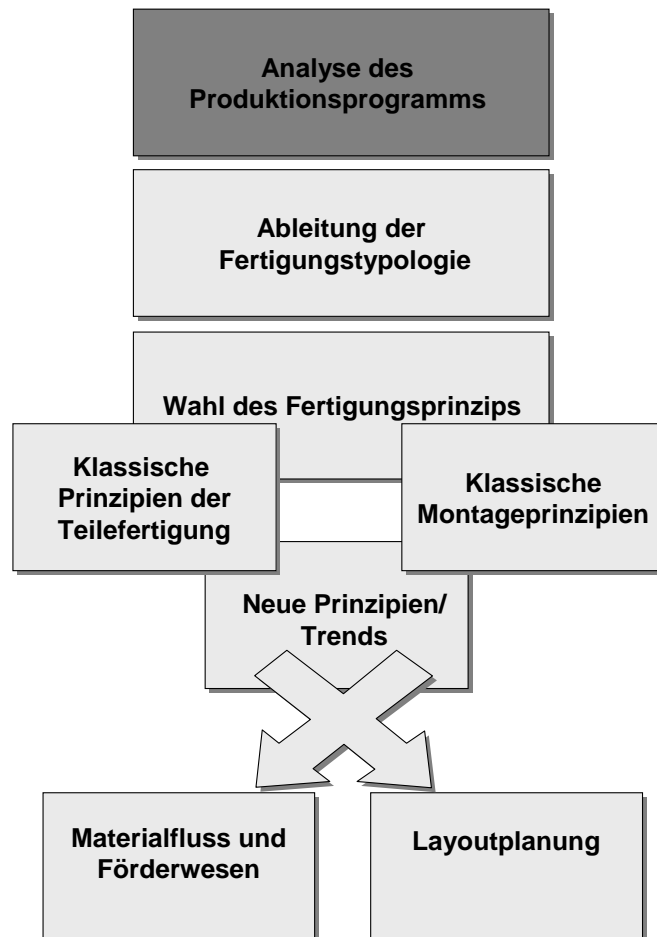 Analyse des
Produktionsprogramms
Ableitung der
Fertigungstypologie
Wahl des Fertigungsprinzips
Klassische
Prinzipien der
Teilefertigung
Klassische
Montageprinzipien
Neue Prinzipien/
Trends
Materialfluss und
Förderwesen
Layoutplanung